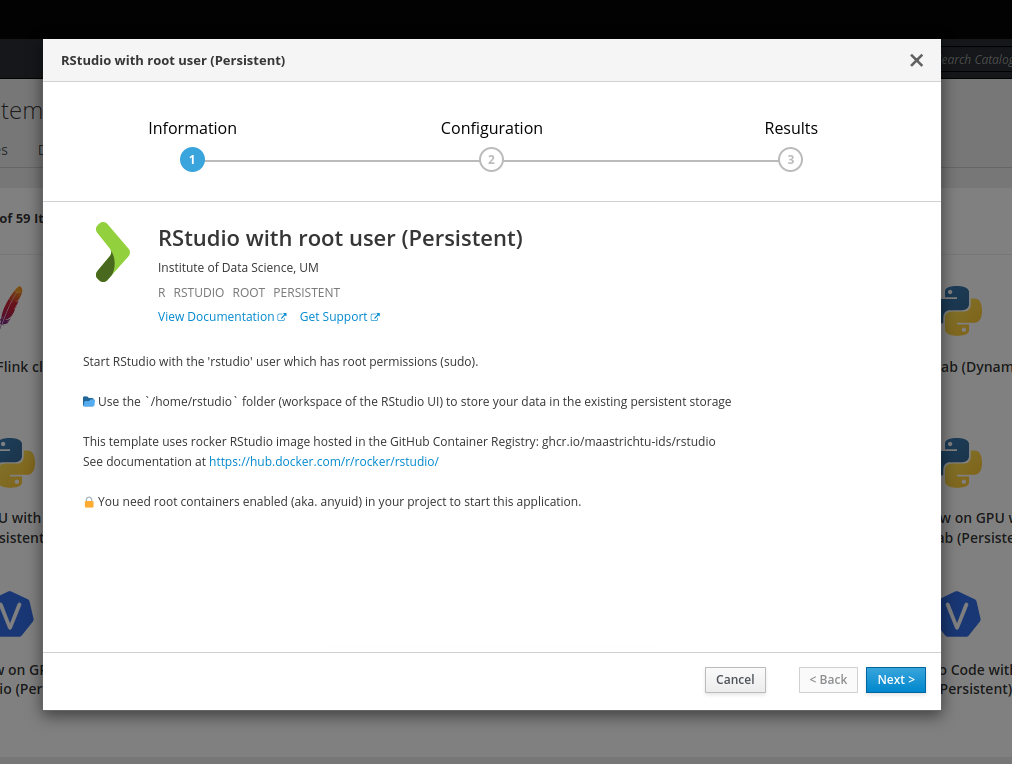 RStudio with root user (Persistent)
earch Catalog
tem
Information
Configuration
Results
1
2
3
of 59 It
RStudio with root user (Persistent)
Institute of Data Science, UM
R RSTUDIO ROOT PERSISTENT
View Documentation Get Support
Start RStudio with the 'rstudio' user which has root permissions (sudo).
Flink cl
ab (Dynam
Use the `/home/rstudio` folder (workspace of the RStudio UI) to store your data in the existing persistent storage
This template uses rocker RStudio image hosted in the GitHub Container Registry: ghcr.io/maastrichtu-ids/rstudio
See documentation at https://hub.docker.com/r/rocker/rstudio/
You need root containers enabled (aka. anyuid) in your project to start this application.
U with
w on GPU w
sistent
ab (Persiste
w on GP
o Code with
io (Per
Persistent)
Cancel
< Back
Next >